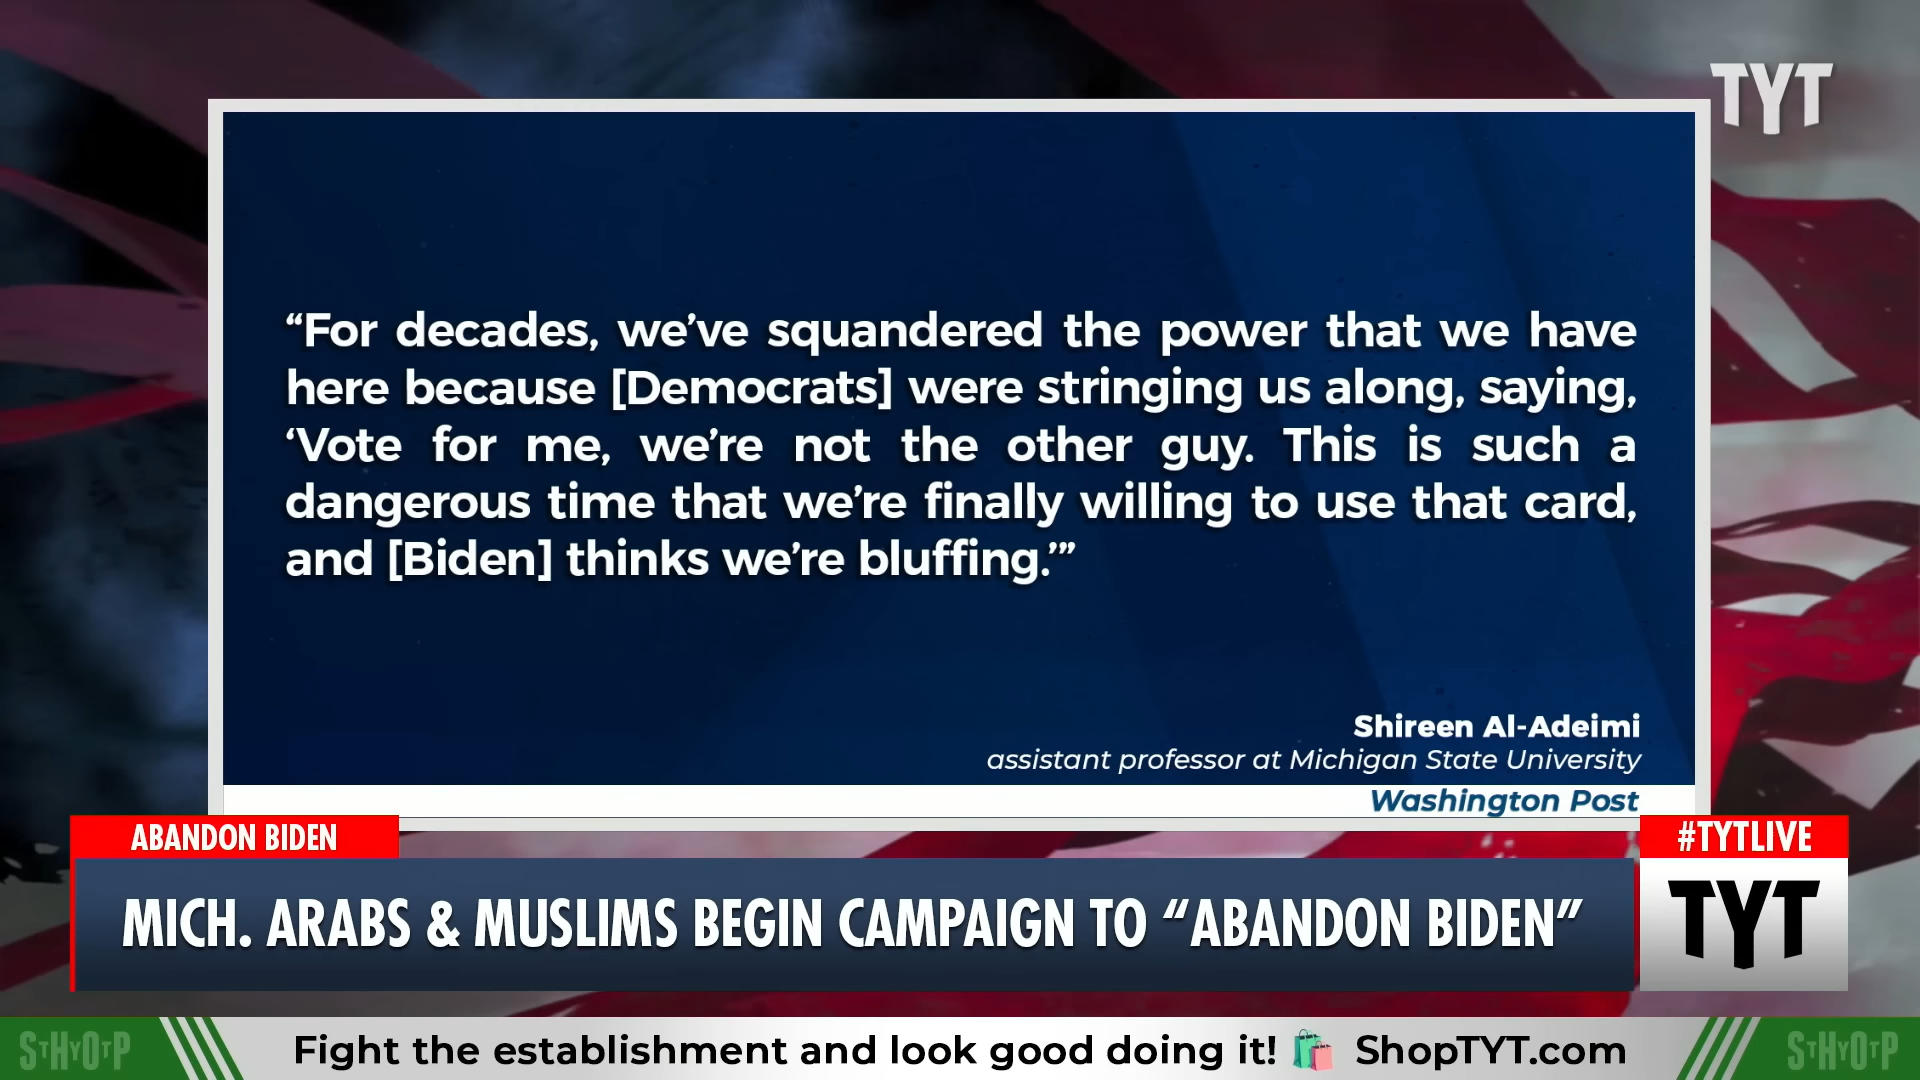 TYT
“For decades, we’ve squandered the power that we have
here because [Democrats] were stringing us along, saying,
‘Vote for me, we’re not the other guy. This is such a
dangerous time that we’re finally willing to use that card,
and [Biden] thinks we’re bluffing.’”
Shireen Al-Adeimi
assistant professor at Michigan State University
Washington Post
ABANDON BIDEN
#TYTLIVE
MICH. ARABS & MUSLIMS BEGIN CAMPAIGN TO “ABANDON BIDEN”
TYT
Fight the establishment and look good doing it! ShopTYT.com